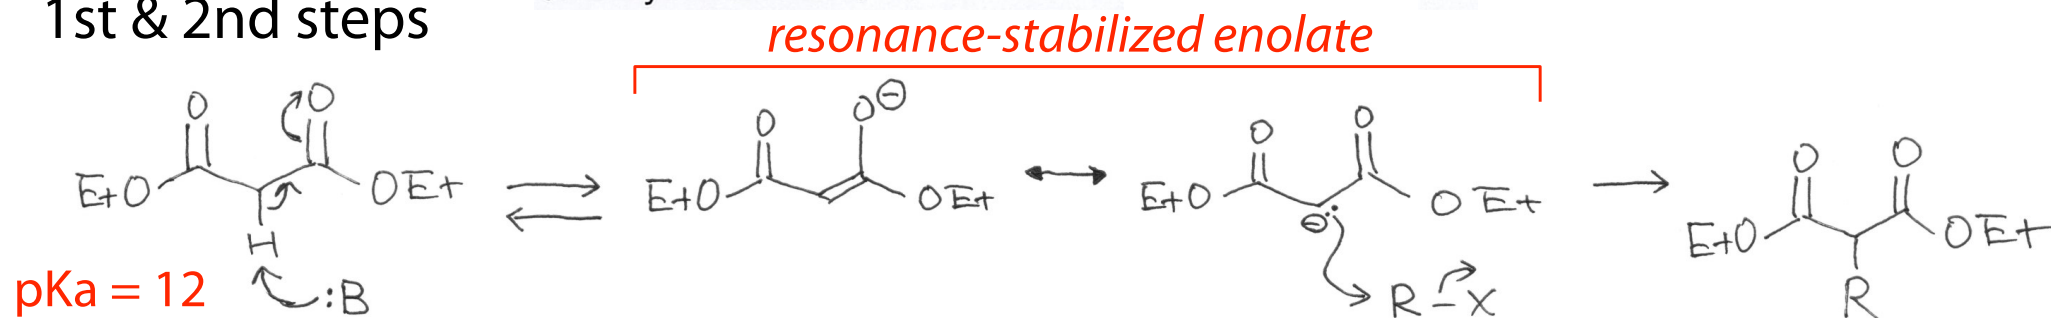 1st & 2nd steps
resonance-stabilized enolate
O O O O⊖ O O O O
EtO OEt EtO OEt EtO ⊖: OEt EtO OEt
H
pKa = 12 :B R-X R